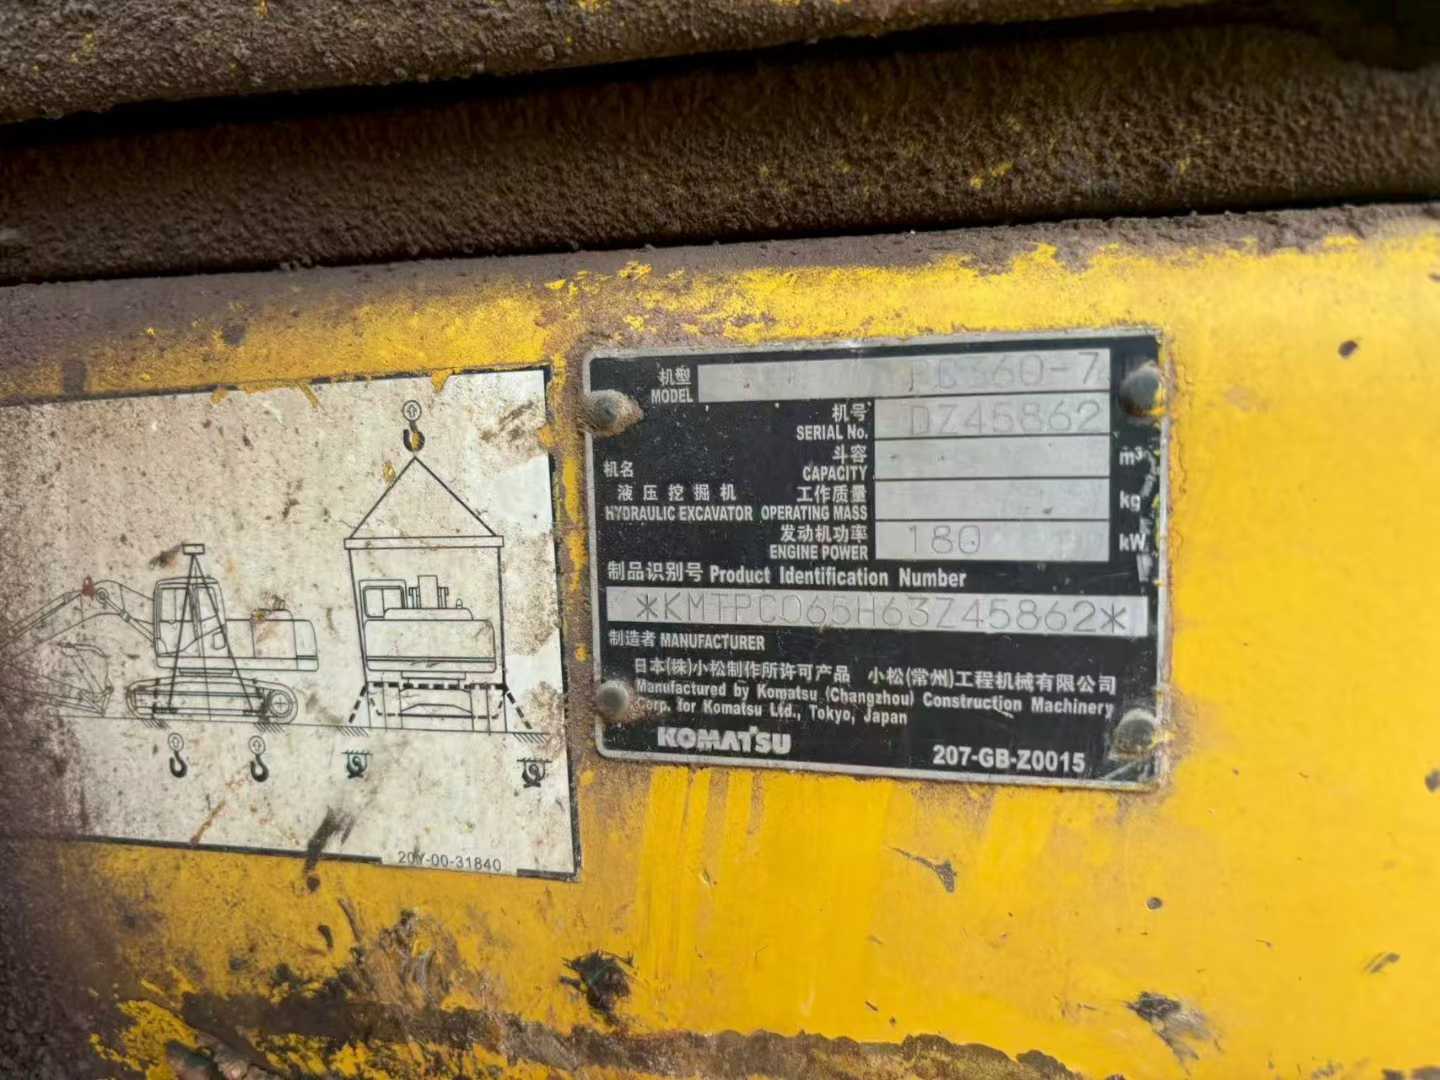 机型 MODEL PC360-7
机号 SERIAL No. DZ45862
斗容 CAPACITY m³
机名
液压挖掘机
HYDRAULIC EXCAVATOR
工作质量 OPERATING MASS kg
发动机功率 ENGINE POWER 180 kW
制品识别号 Product Identification Number
*KMTPC065H63Z45862*
制造者 MANUFACTURER
日本(株)小松制作所许可产品 小松(常州)工程机械有限公司
Manufactured by Komatsu (Changzhou) Construction Machinery
Corp. for Komatsu Ltd., Tokyo, Japan
KOMATSU 207-GB-Z0015
20Y-00-31840